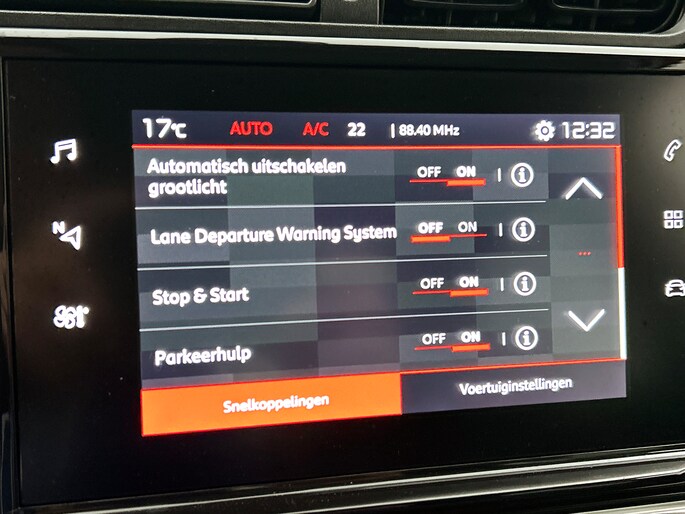 17°C AUTO A/C 22 | 88.40 MHz 12:32
Automatisch uitschakelen
grootlicht
OFF ON
Lane Departure Warning System OFF ON
Stop & Start OFF ON
Parkeerhulp OFF ON
Snelkoppelingen Voertuiginstellingen
N